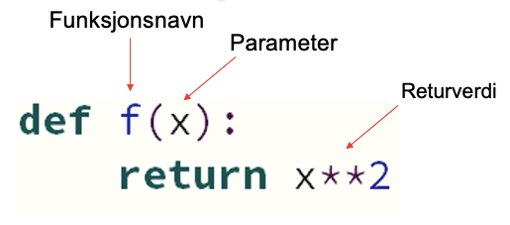 Funksjonsnavn
Parameter
Returverdi
def f(x):
    return x**2